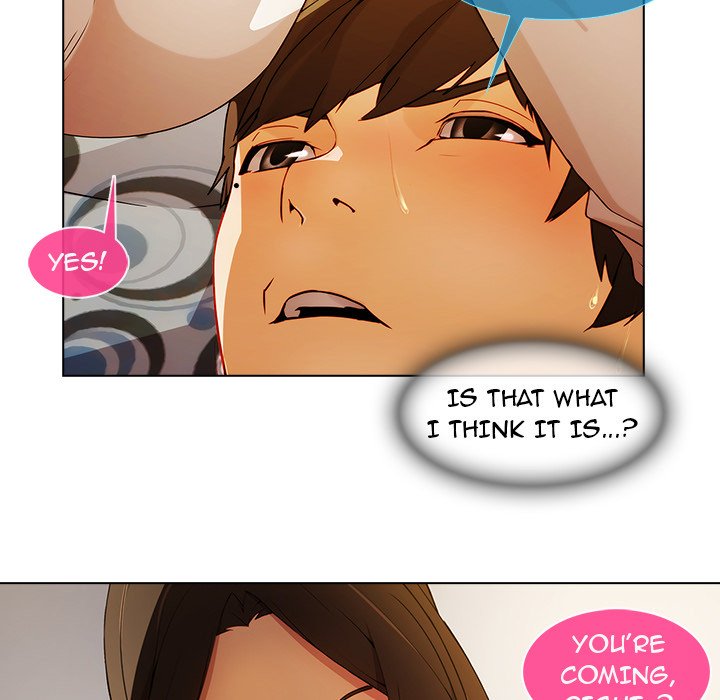 YES!
IS THAT WHAT
I THINK IT IS...?
YOU'RE
COMING,